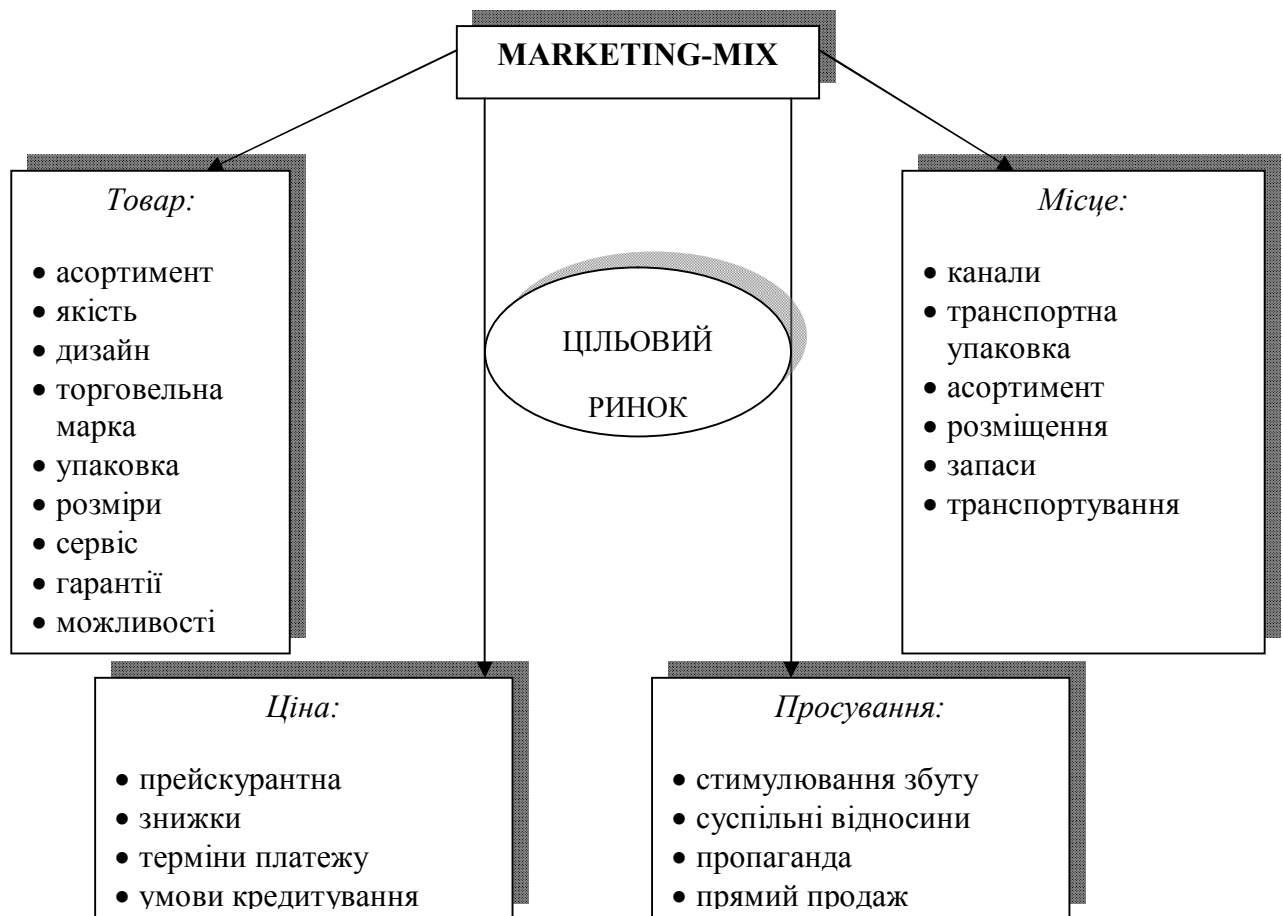 MARKETING-MIX
Товар:
• асортимент
• якість
• дизайн
• торговельна
марка
• упаковка
• розміри
• сервіс
• гарантії
• можливості
ЦІЛЬОВИЙ
РИНОК
Місце:
• канали
• транспортна
упаковка
• асортимент
• розміщення
• запаси
• транспортування
Ціна:
• прейскурантна
• знижки
• терміни платежу
• умови кредитування
Просування:
• стимулювання збуту
• суспільні відносини
• пропаганда
• прямий продаж